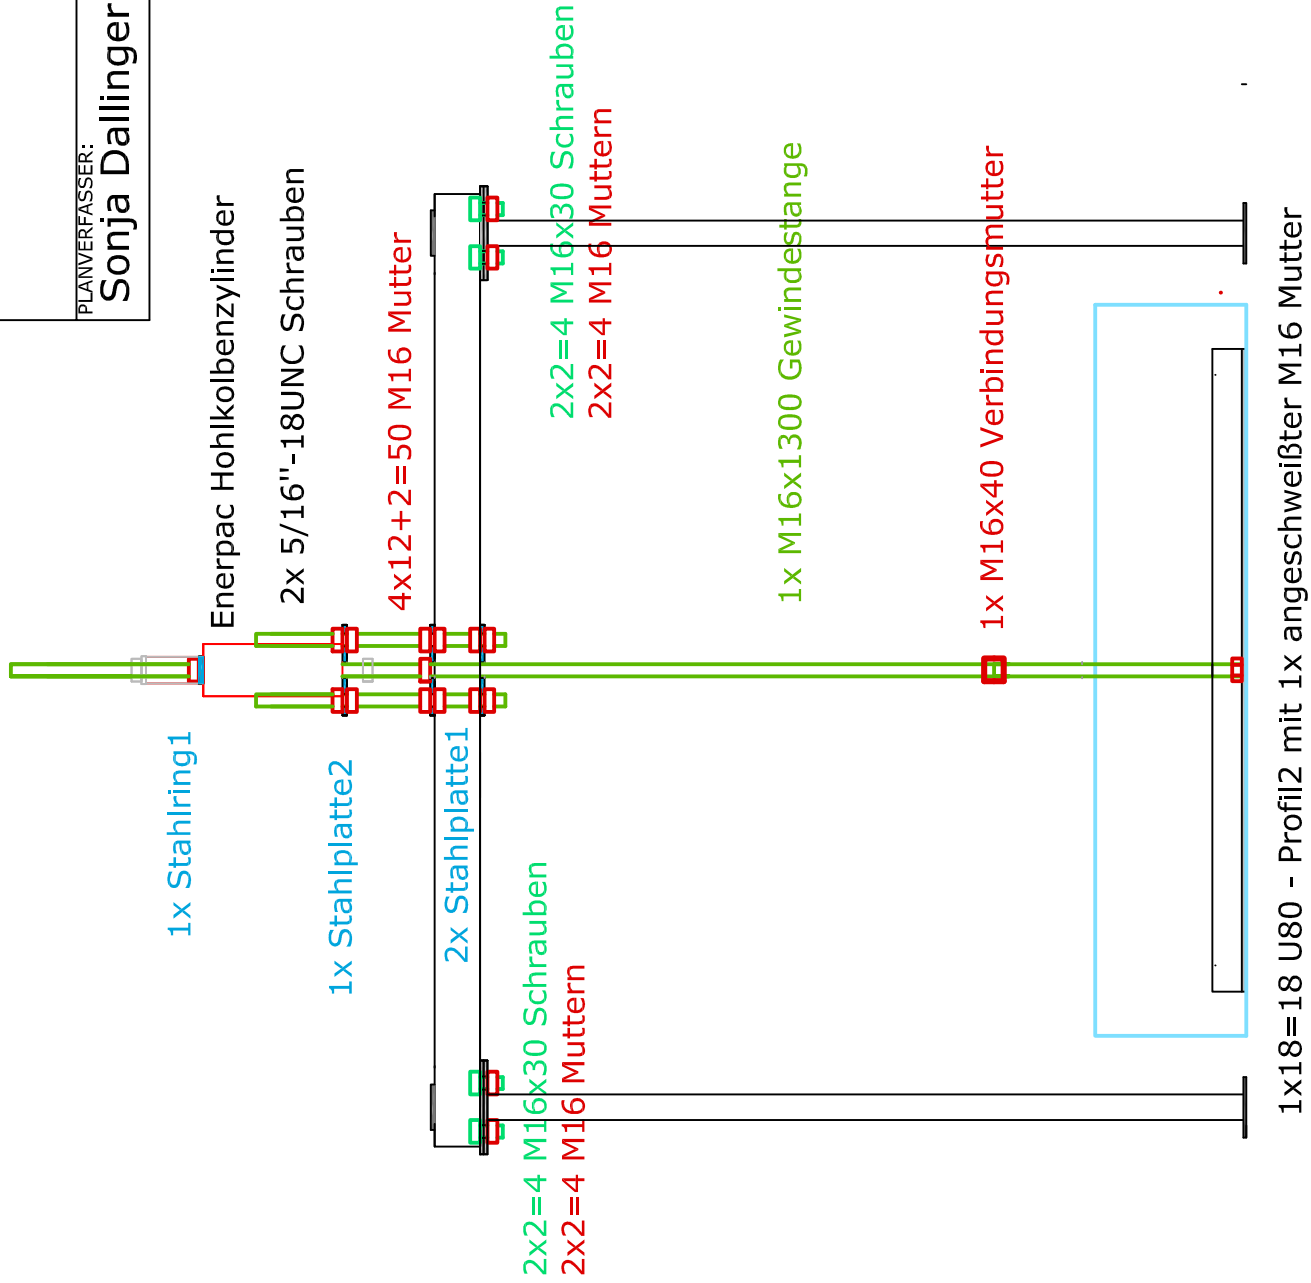 PLANVERFASSER:
Sonja Dallinger
1x Stahlring1
Enerpac Hohlkolbenzylinder
2x 5/16"-18UNC Schrauben
1x Stahlplatte2
4x12+2=50 M16 Mutter
2x Stahlplatte1
2x2=4 M16x30 Schrauben
2x2=4 M16 Muttern
2x2=4 M16x30 Schrauben
2x2=4 M16 Muttern
1x M16x1300 Gewindestange
1x M16x40 Verbindungsmutter
1x18=18 U80 - Profil2 mit 1x angeschweißter M16 Mutter